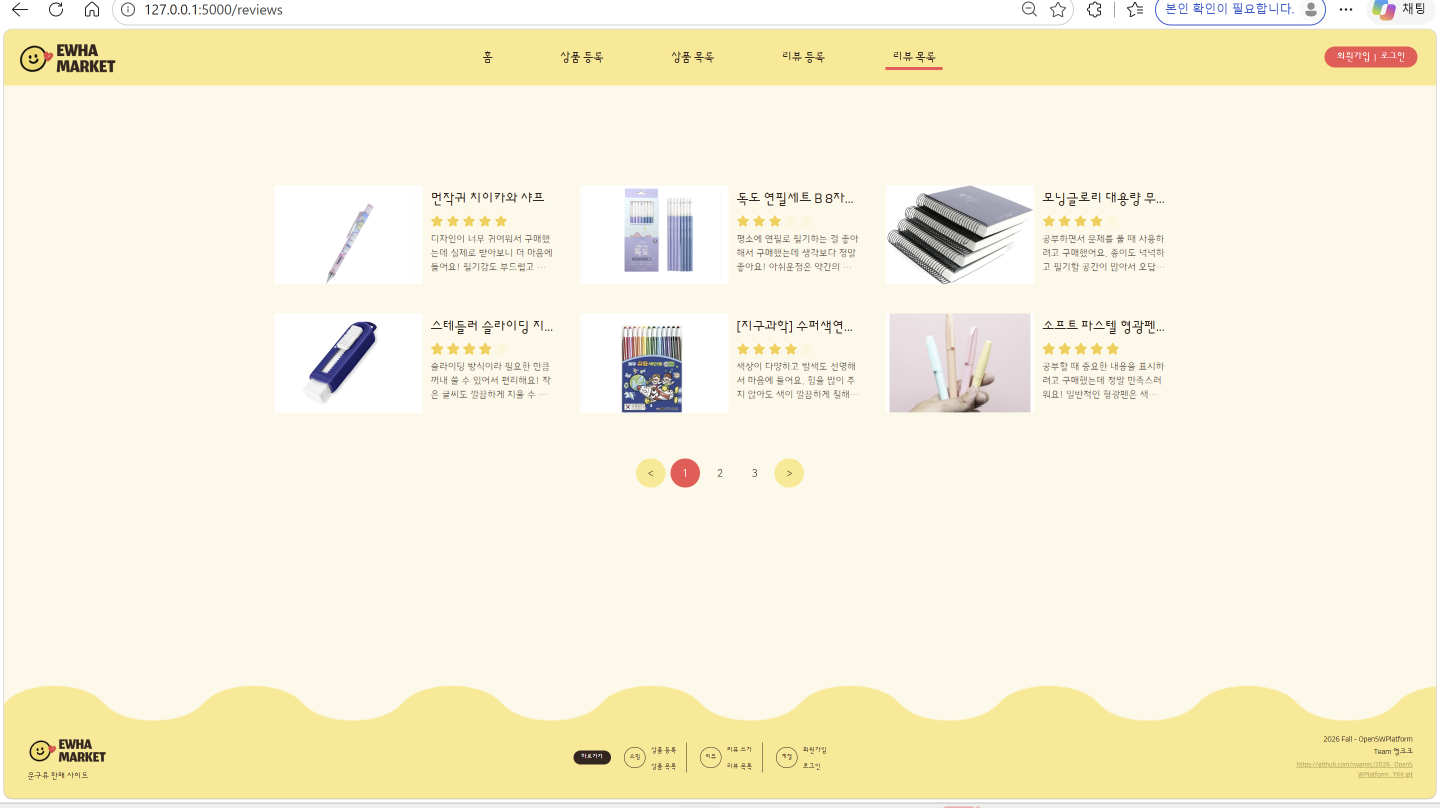 127.0.0.1:5000/reviews
본인 확인이 필요합니다.
채팅
EWHA
MARKET
홈
상품 등록
상품 목록
리뷰 등록
리뷰 목록
회원가입 | 로그인
먼작귀 치이카와 샤프
디자인이 너무 귀여워서 구매했
는데 실제로 받아보니 더 마음에
들어요! 필기감도 부드럽고 ...
독도 연필세트 B 8자...
평소에 연필로 필기하는 걸 좋아
해서 구매했는데 생각보다 정말
좋아요! 아쉬운점은 약간의 ...
모닝글로리 대용량 무...
공부하면서 문제를 풀 때 사용하
려고 구매했어요. 종이도 넉넉하
고 필기할 공간이 많아서 오답...
스테들러 슬라이딩 지...
슬라이딩 방식이라 필요한 만큼
꺼내 쓸 수 있어서 편리해요! 작
은 글씨도 깔끔하게 지울 수 ...
[지구과학] 수퍼색연...
색상이 다양하고 발색도 선명해
서 마음에 들어요. 힘을 많이 주
지 않아도 색이 깔끔하게 칠해...
소프트 파스텔 형광펜...
공부할 때 중요한 내용을 표시하
려고 구매했는데 정말 만족스러
워요! 일반적인 형광펜은 색...
< 1 2 3 >
EWHA
MARKET
문구류 판매 사이트
바로가기
쇼핑
상품 등록
상품 목록
리뷰
리뷰 쓰기
리뷰 목록
계정
회원가입
로그인
2026 Fall - OpenSWPlatform
Team 영크크